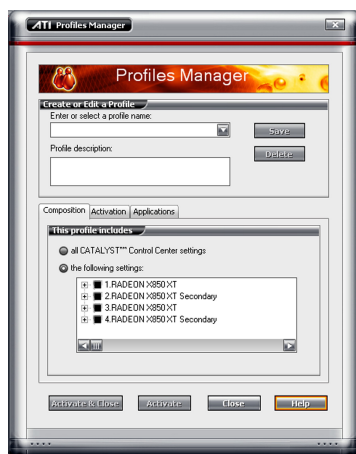 ATI Profiles Manager
Profiles Manager
Create or Edit a Profile
Enter or select a profile name:
Save
Profile description:
Delete
Composition Activation Applications
This profile includes
all CATALYST™ Control Center settings
the following settings:
1.RADEON X850 XT
2.RADEON X850 XT Secondary
3.RADEON X850 XT
4.RADEON X850 XT Secondary
Activate & Close Activate Close Help